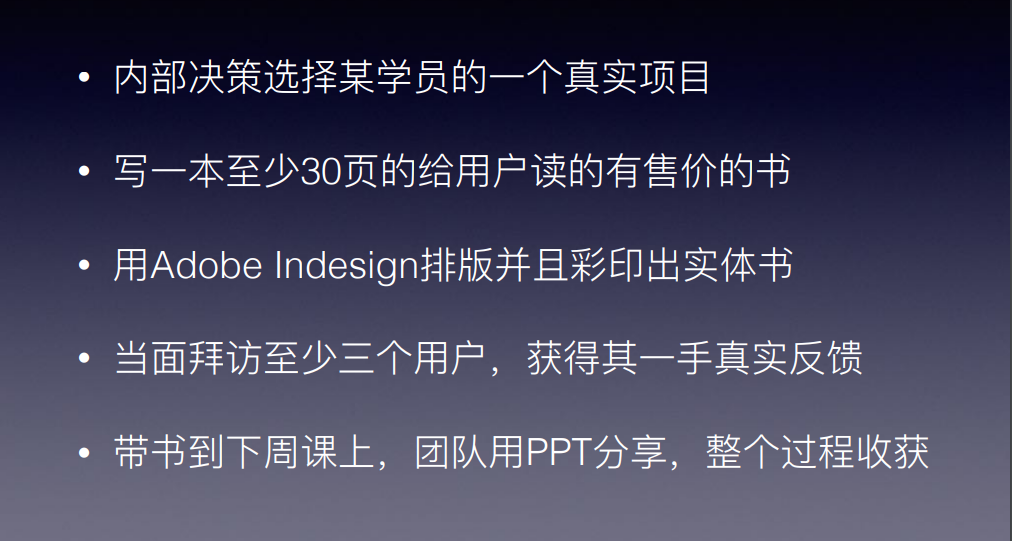 • 内部决策选择某学员的一个真实项目
• 写一本至少30页的给用户读的有售价的书
• 用Adobe Indesign排版并且彩印出实体书
• 当面拜访至少三个用户，获得其一手真实反馈
• 带书到下周课上，团队用PPT分享，整个过程收获